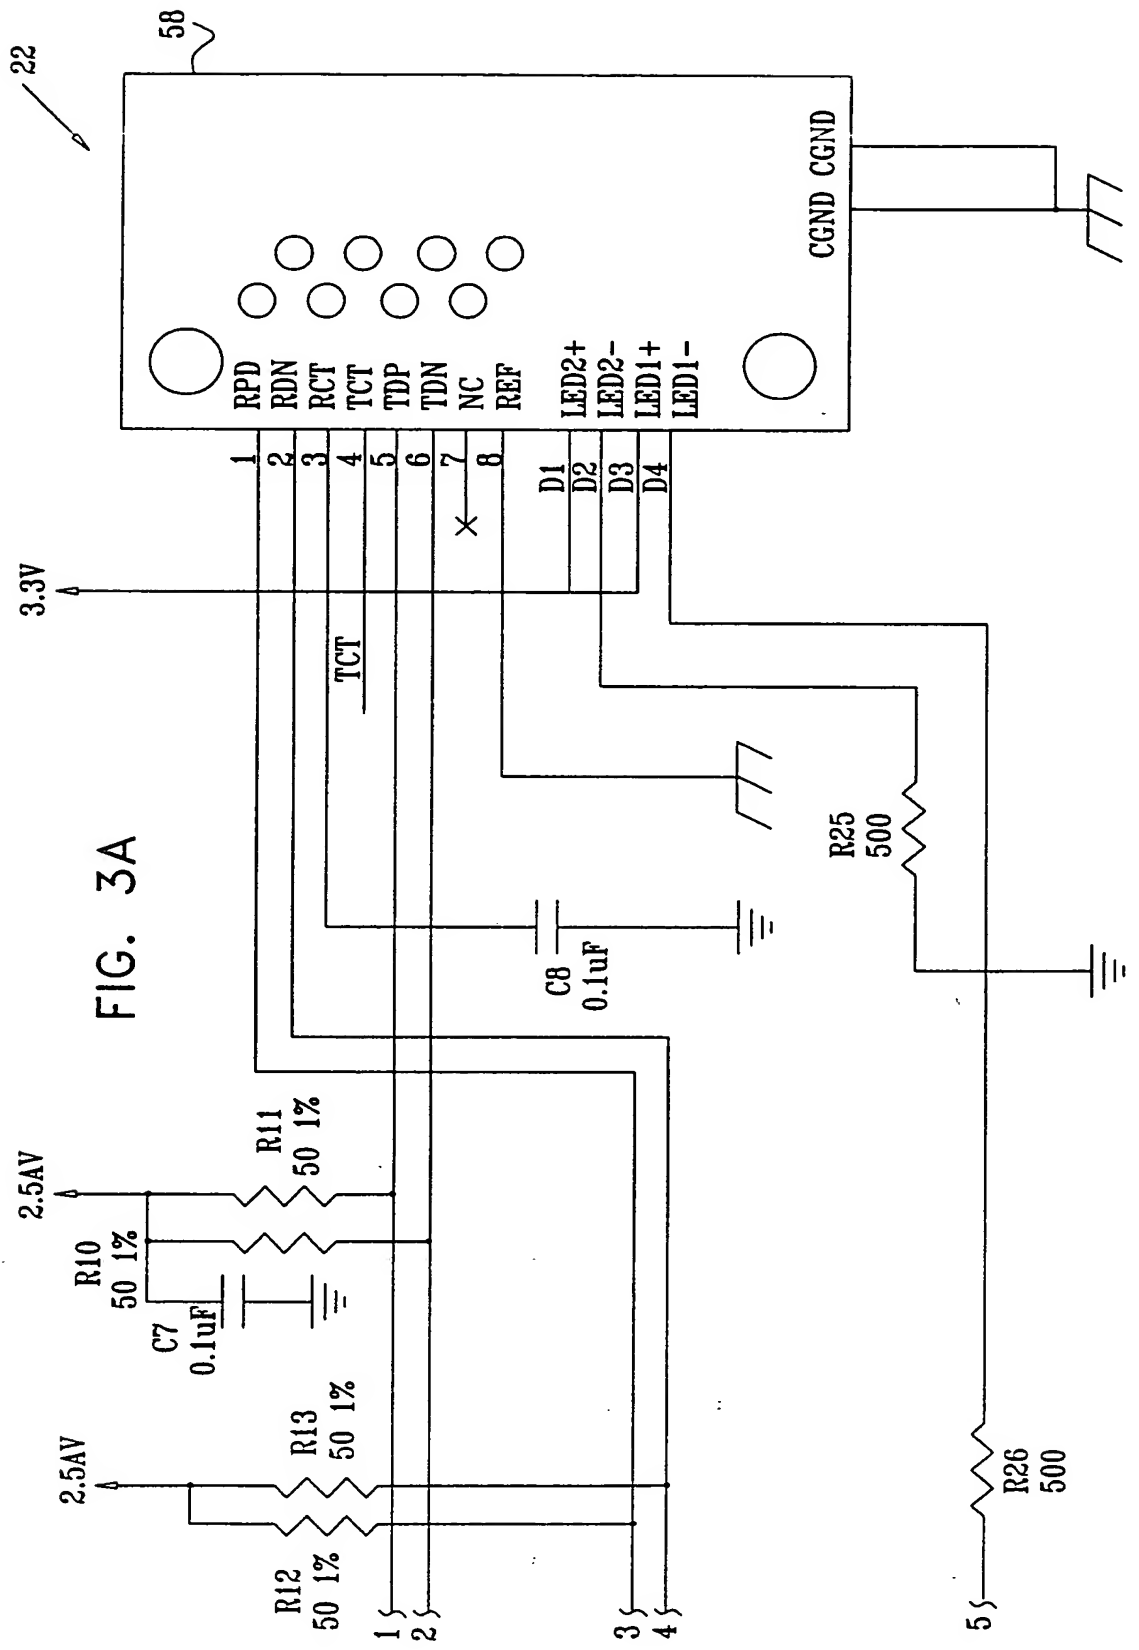 FIG. 3A
22
58
3.3V
2.5AV
2.5AV
RPD
RDN
RCT
TCT
TDP
TDN
NC
REF
LED2+
LED2-
LED1+
LED1-
CGND CGND
1
2
3
4
5
6
7
8
D1
D2
D3
D4
TCT
R11
50 1%
R10
50 1%
C7
0.1uF
R13
50 1%
R12
50 1%
C8
0.1uF
R25
500
R26
500
1
2
3
4
5